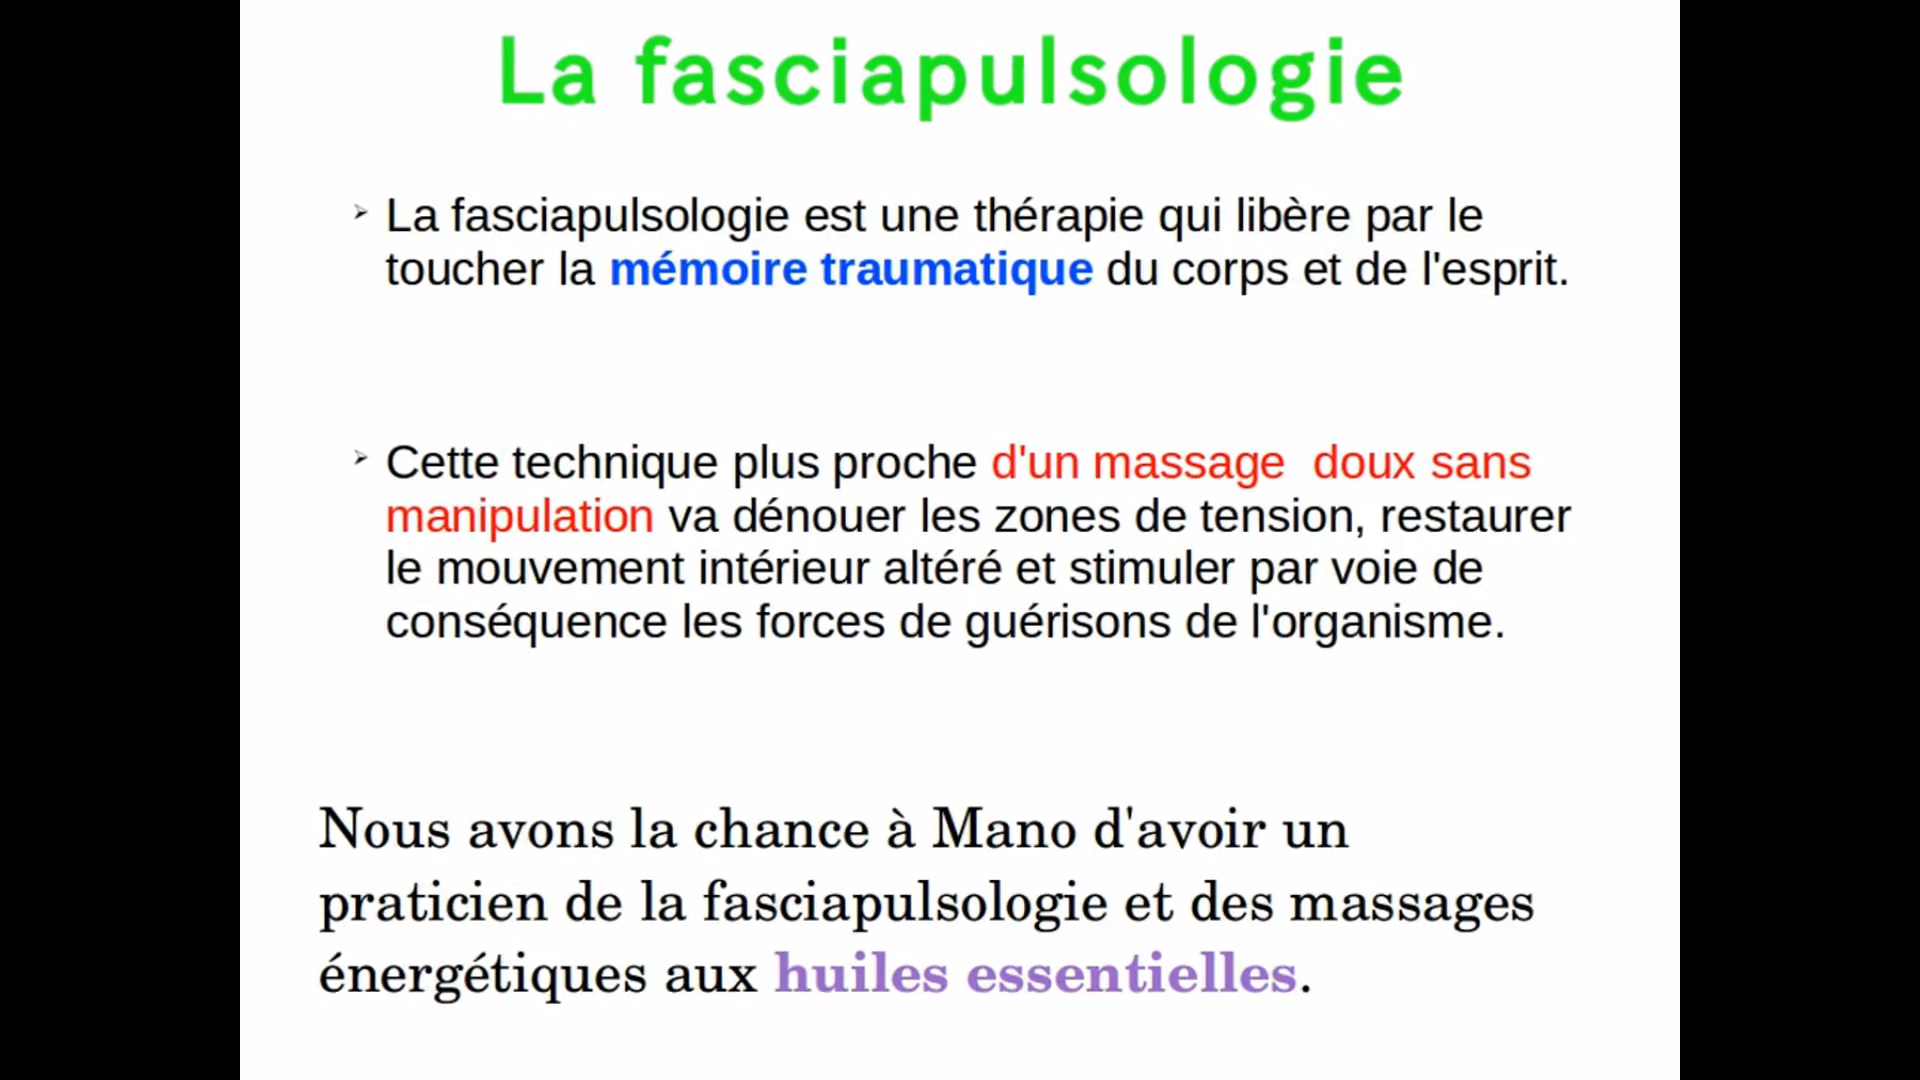 La fasciapulsologie
➢ La fasciapulsologie est une thérapie qui libère par le
toucher la mémoire traumatique du corps et de l'esprit.
➢ Cette technique plus proche d'un massage  doux sans
manipulation va dénouer les zones de tension, restaurer
le mouvement intérieur altéré et stimuler par voie de
conséquence les forces de guérisons de l'organisme.
Nous avons la chance à Mano d'avoir un
praticien de la fasciapulsologie et des massages
énergétiques aux huiles essentielles.